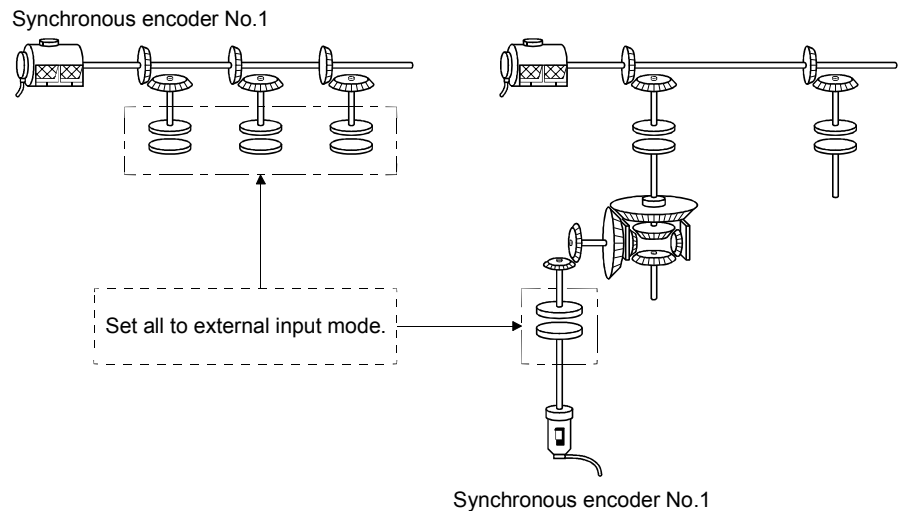 Synchronous encoder No.1
Set all to external input mode.
Synchronous encoder No.1